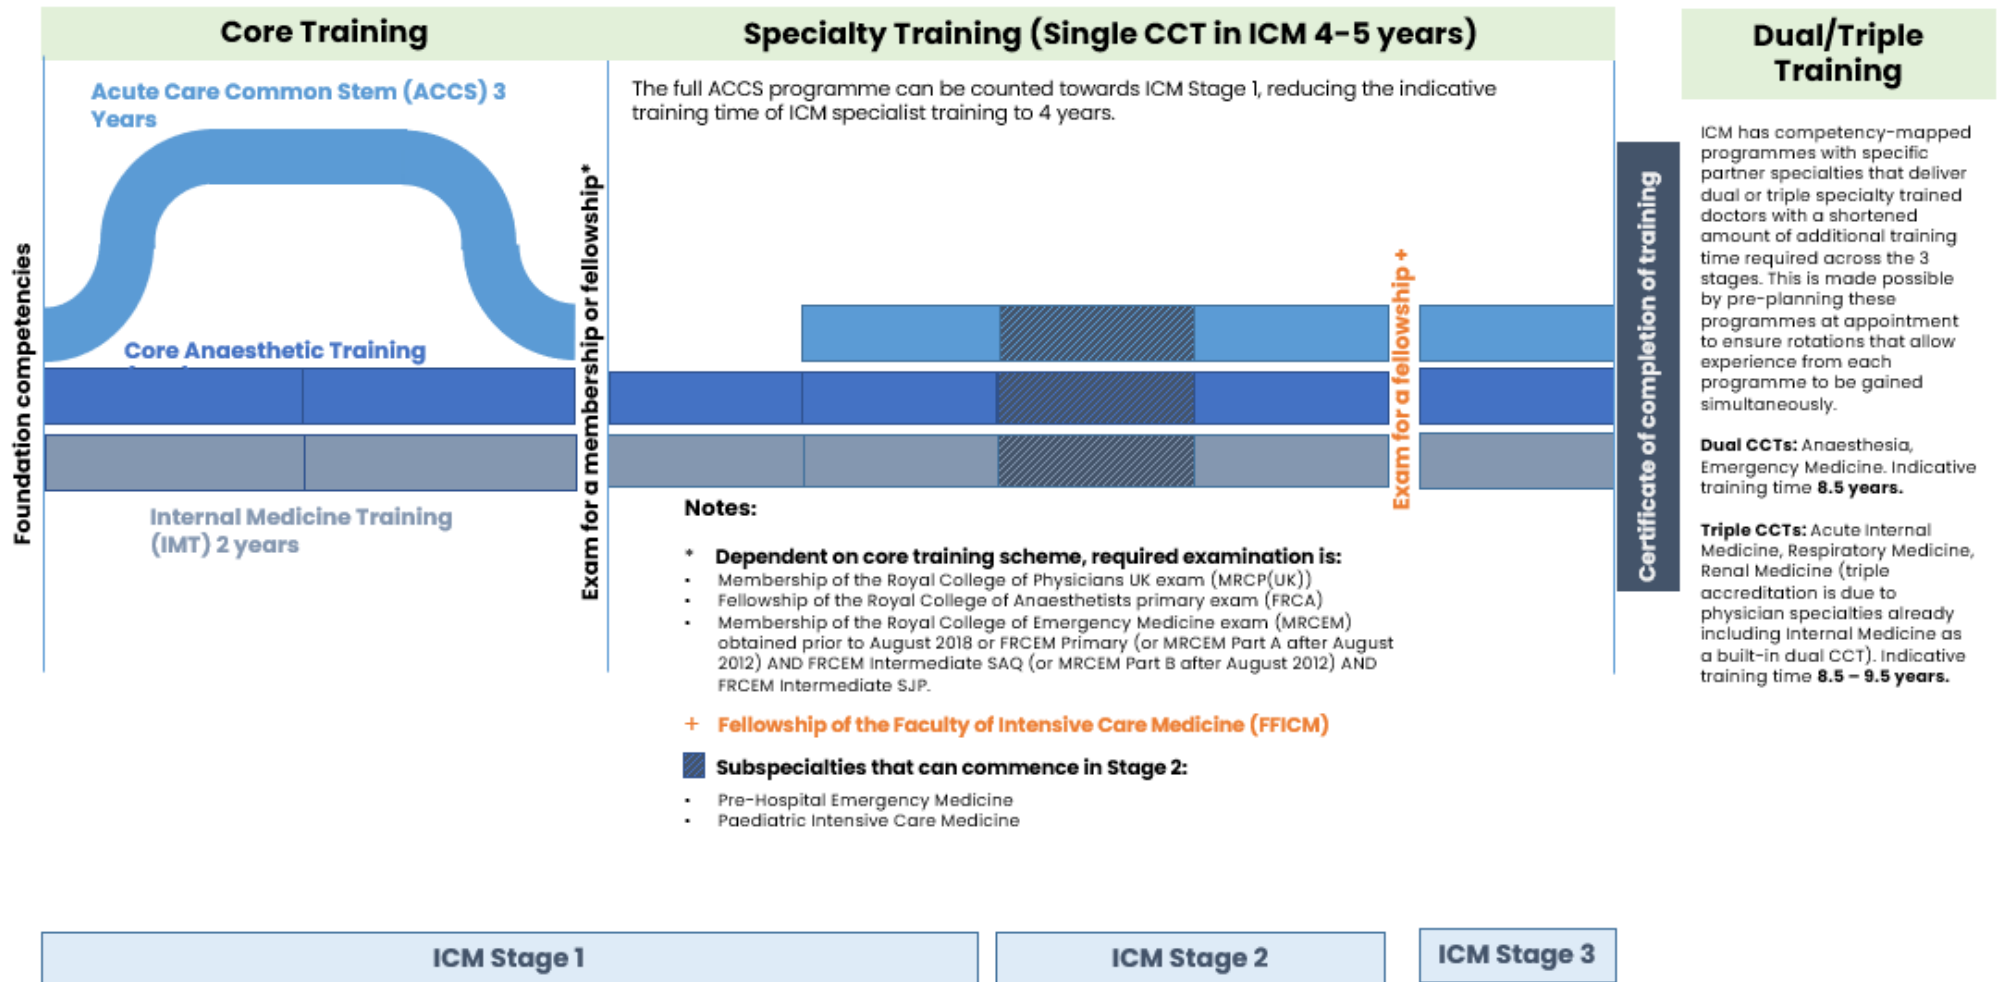 Core Training
Specialty Training (Single CCT in ICM 4-5 years)
Dual/Triple
Training
Foundation competencies
Acute Care Common Stem (ACCS) 3
Years
Core Anaesthetic Training
Internal Medicine Training
(IMT) 2 years
Exam for a membership or fellowship*
The full ACCS programme can be counted towards ICM Stage 1, reducing the indicative
training time of ICM specialist training to 4 years.
Exam for a fellowship +
Certificate of completion of training
Notes:
* Dependent on core training scheme, required examination is:
• Membership of the Royal College of Physicians UK exam (MRCP(UK))
• Fellowship of the Royal College of Anaesthetists primary exam (FRCA)
• Membership of the Royal College of Emergency Medicine exam (MRCEM)
obtained prior to August 2018 or FRCEM Primary (or MRCEM Part A after August
2012) AND FRCEM Intermediate SAQ (or MRCEM Part B after August 2012) AND
FRCEM Intermediate SJP.
+ Fellowship of the Faculty of Intensive Care Medicine (FFICM)
Subspecialties that can commence in Stage 2:
• Pre-Hospital Emergency Medicine
• Paediatric Intensive Care Medicine
ICM has competency-mapped
programmes with specific
partner specialties that deliver
dual or triple specialty trained
doctors with a shortened
amount of additional training
time required across the 3
stages. This is made possible
by pre-planning these
programmes at appointment
to ensure rotations that allow
experience from each
programme to be gained
simultaneously.
Dual CCTs: Anaesthesia,
Emergency Medicine. Indicative
training time 8.5 years.
Triple CCTs: Acute Internal
Medicine, Respiratory Medicine,
Renal Medicine (triple
accreditation is due to
physician specialties already
including Internal Medicine as
a built-in dual CCT). Indicative
training time 8.5 – 9.5 years.
ICM Stage 1
ICM Stage 2
ICM Stage 3